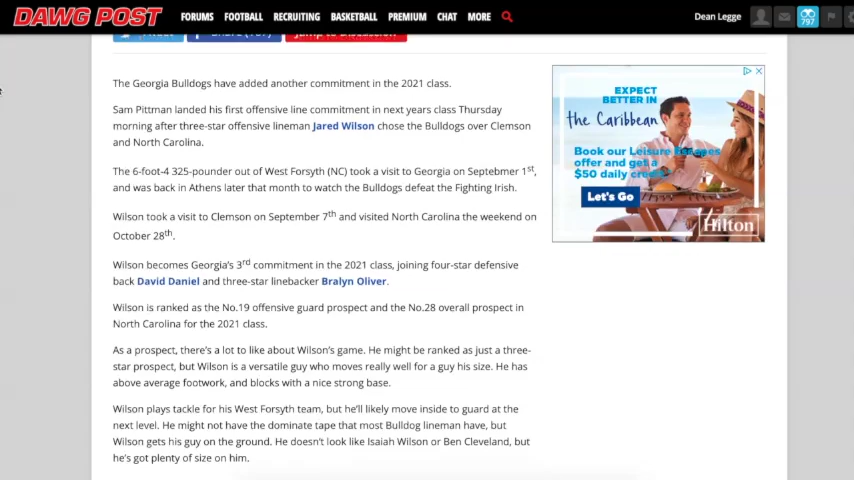 DAWG POST FORUMS FOOTBALL RECRUITING BASKETBALL PREMIUM CHAT MORE Dean Legge 797
Jump to Discussion
The Georgia Bulldogs have added another commitment in the 2021 class.
Sam Pittman landed his first offensive line commitment in next years class Thursday
morning after three-star offensive lineman Jared Wilson chose the Bulldogs over Clemson
and North Carolina.
The 6-foot-4 325-pounder out of West Forsyth (NC) took a visit to Georgia on Septebmer 1st,
and was back in Athens later that month to watch the Bulldogs defeat the Fighting Irish.
Wilson took a visit to Clemson on September 7th and visited North Carolina the weekend on
October 28th.
Wilson becomes Georgia's 3rd commitment in the 2021 class, joining four-star defensive
back David Daniel and three-star linebacker Bralyn Oliver.
Wilson is ranked as the No.19 offensive guard prospect and the No.28 overall prospect in
North Carolina for the 2021 class.
As a prospect, there's a lot to like about Wilson's game. He might be ranked as just a three-
star prospect, but Wilson is a versatile guy who moves really well for a guy his size. He has
above average footwork, and blocks with a nice strong base.
Wilson plays tackle for his West Forsyth team, but he'll likely move inside to guard at the
next level. He might not have the dominate tape that most Bulldog lineman have, but
Wilson gets his guy on the ground. He doesn't look like Isaiah Wilson or Ben Cleveland, but
he's got plenty of size on him.
EXPECT
BETTER IN
the Caribbean
Book our Leisure Escapes
offer and get a
$50 daily credit
Let's Go
Hilton